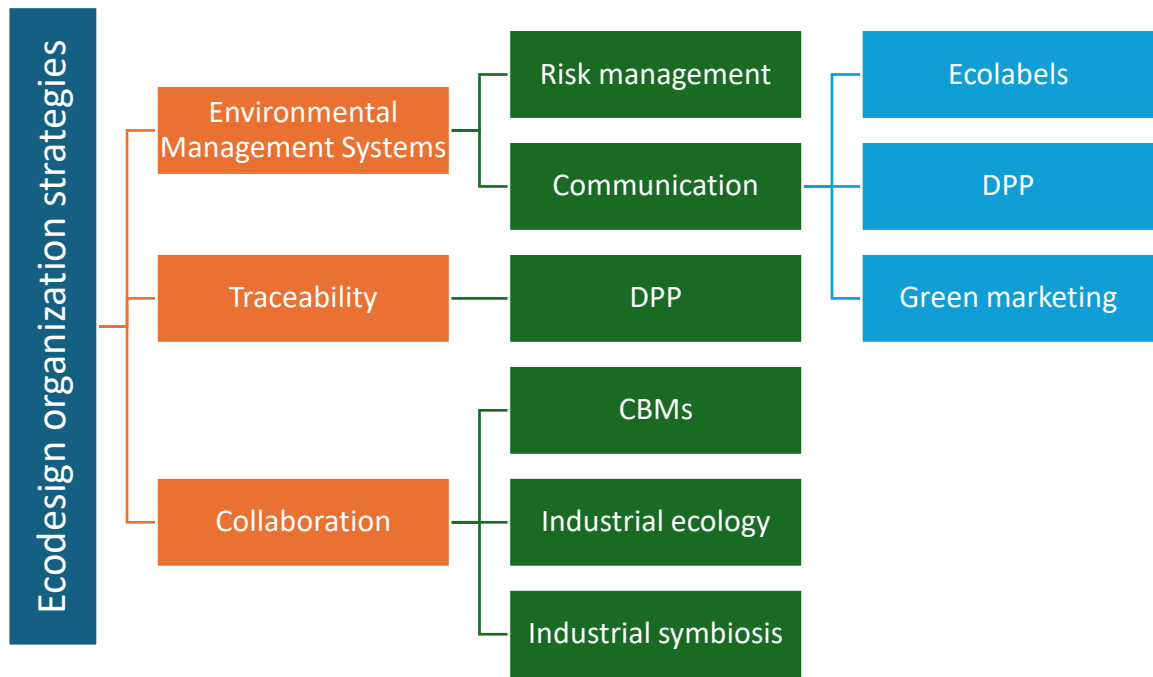 Ecodesign organization strategies
Environmental
Management Systems
Risk management
Communication
Ecolabels
DPP
Green marketing
Traceability
DPP
Collaboration
CBMs
Industrial ecology
Industrial symbiosis